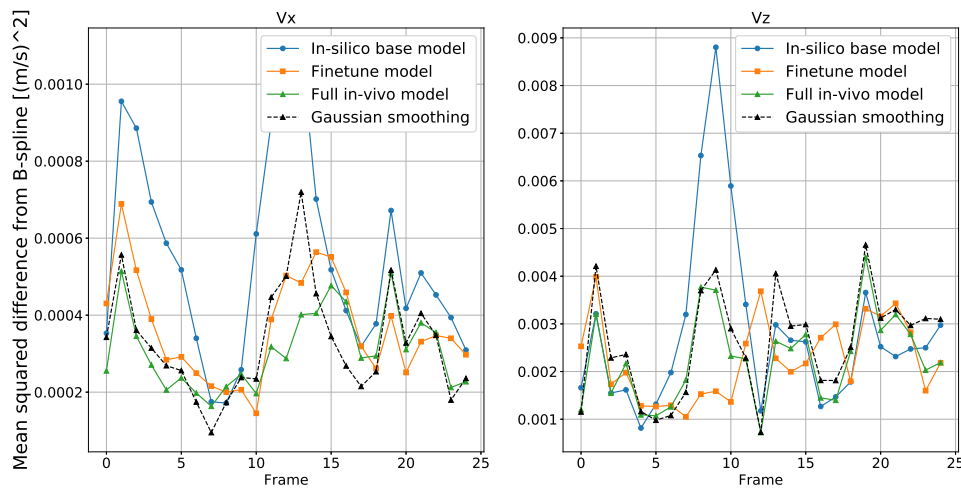 Vx
Vz
Mean squared difference from B-spline [(m/s)^2]
0.0010
0.0008
0.0006
0.0004
0.0002
In-silico base model
Finetune model
Full in-vivo model
Gaussian smoothing
0 5 10 15 20 25
Frame
0.009
0.008
0.007
0.006
0.005
0.004
0.003
0.002
0.001
In-silico base model
Finetune model
Full in-vivo model
Gaussian smoothing
0 5 10 15 20 25
Frame